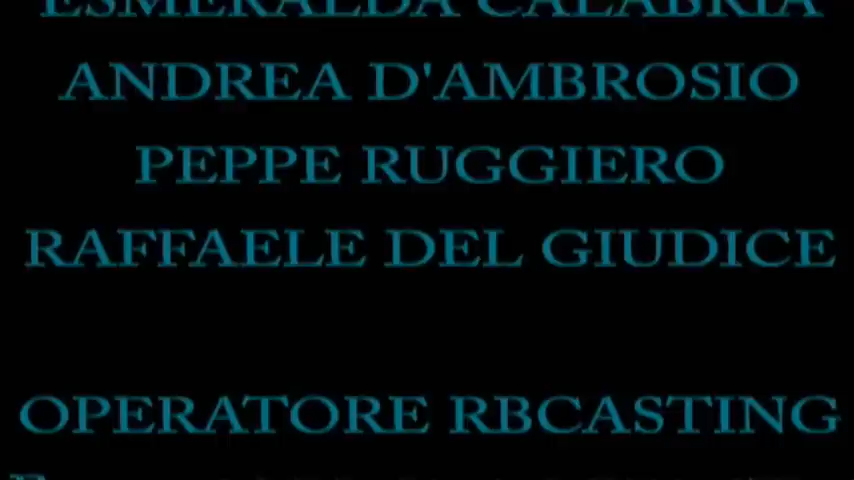 ESMERALDA CALABRIA
ANDREA D'AMBROSIO
PEPPE RUGGIERO
RAFFAELE DEL GIUDICE
OPERATORE RBCASTING